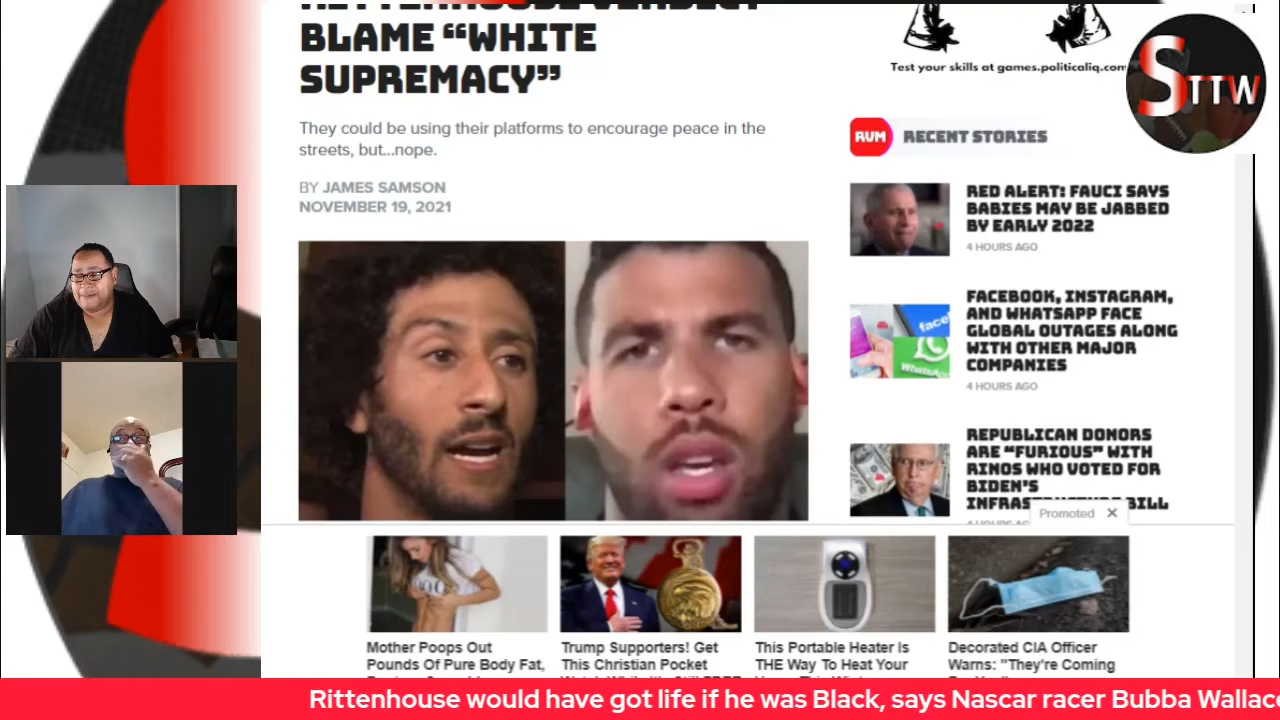 BLAME “WHITE
SUPREMACY”
They could be using their platforms to encourage peace in the
streets, but...nope.
BY JAMES SAMSON
NOVEMBER 19, 2021
Test your skills at games.politicaliq.com
STTW
RVM RECENT STORIES
RED ALERT: FAUCI SAYS
BABIES MAY BE JABBED
BY EARLY 2022
4 HOURS AGO
FACEBOOK, INSTAGRAM,
AND WHATSAPP FACE
GLOBAL OUTAGES ALONG
WITH OTHER MAJOR
COMPANIES
4 HOURS AGO
REPUBLICAN DONORS
ARE “FURIOUS” WITH
RINOS WHO VOTED FOR
BIDEN’S
INFRASTRUCTURE BILL
Promoted
Mother Poops Out
Pounds Of Pure Body Fat,
Trump Supporters! Get
This Christian Pocket
This Portable Heater Is
THE Way To Heat Your
Decorated CIA Officer
Warns: "They're Coming
Rittenhouse would have got life if he was Black, says Nascar racer Bubba Wallace